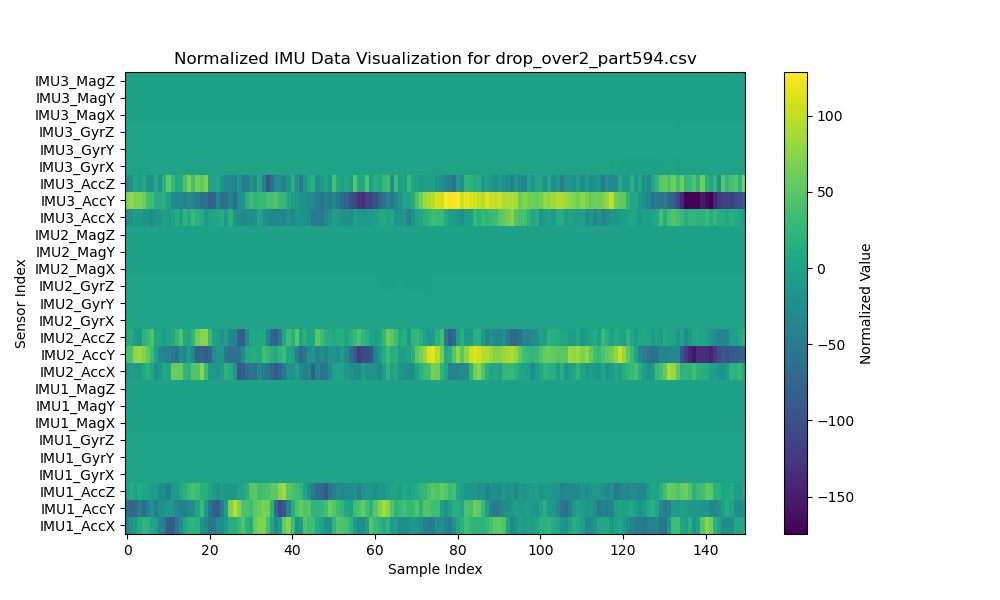 Normalized IMU Data Visualization for drop_over2_part594.csv
IMU3_MagZ
IMU3_MagY
IMU3_MagX
IMU3_GyrZ
IMU3_GyrY
IMU3_GyrX
IMU3_AccZ
IMU3_AccY
IMU3_AccX
IMU2_MagZ
IMU2_MagY
IMU2_MagX
IMU2_GyrZ
IMU2_GyrY
IMU2_GyrX
IMU2_AccZ
IMU2_AccY
IMU2_AccX
IMU1_MagZ
IMU1_MagY
IMU1_MagX
IMU1_GyrZ
IMU1_GyrY
IMU1_GyrX
IMU1_AccZ
IMU1_AccY
IMU1_AccX
Sensor Index
0 20 40 60 80 100 120 140
Sample Index
100
50
0
−50
−100
−150
Normalized Value